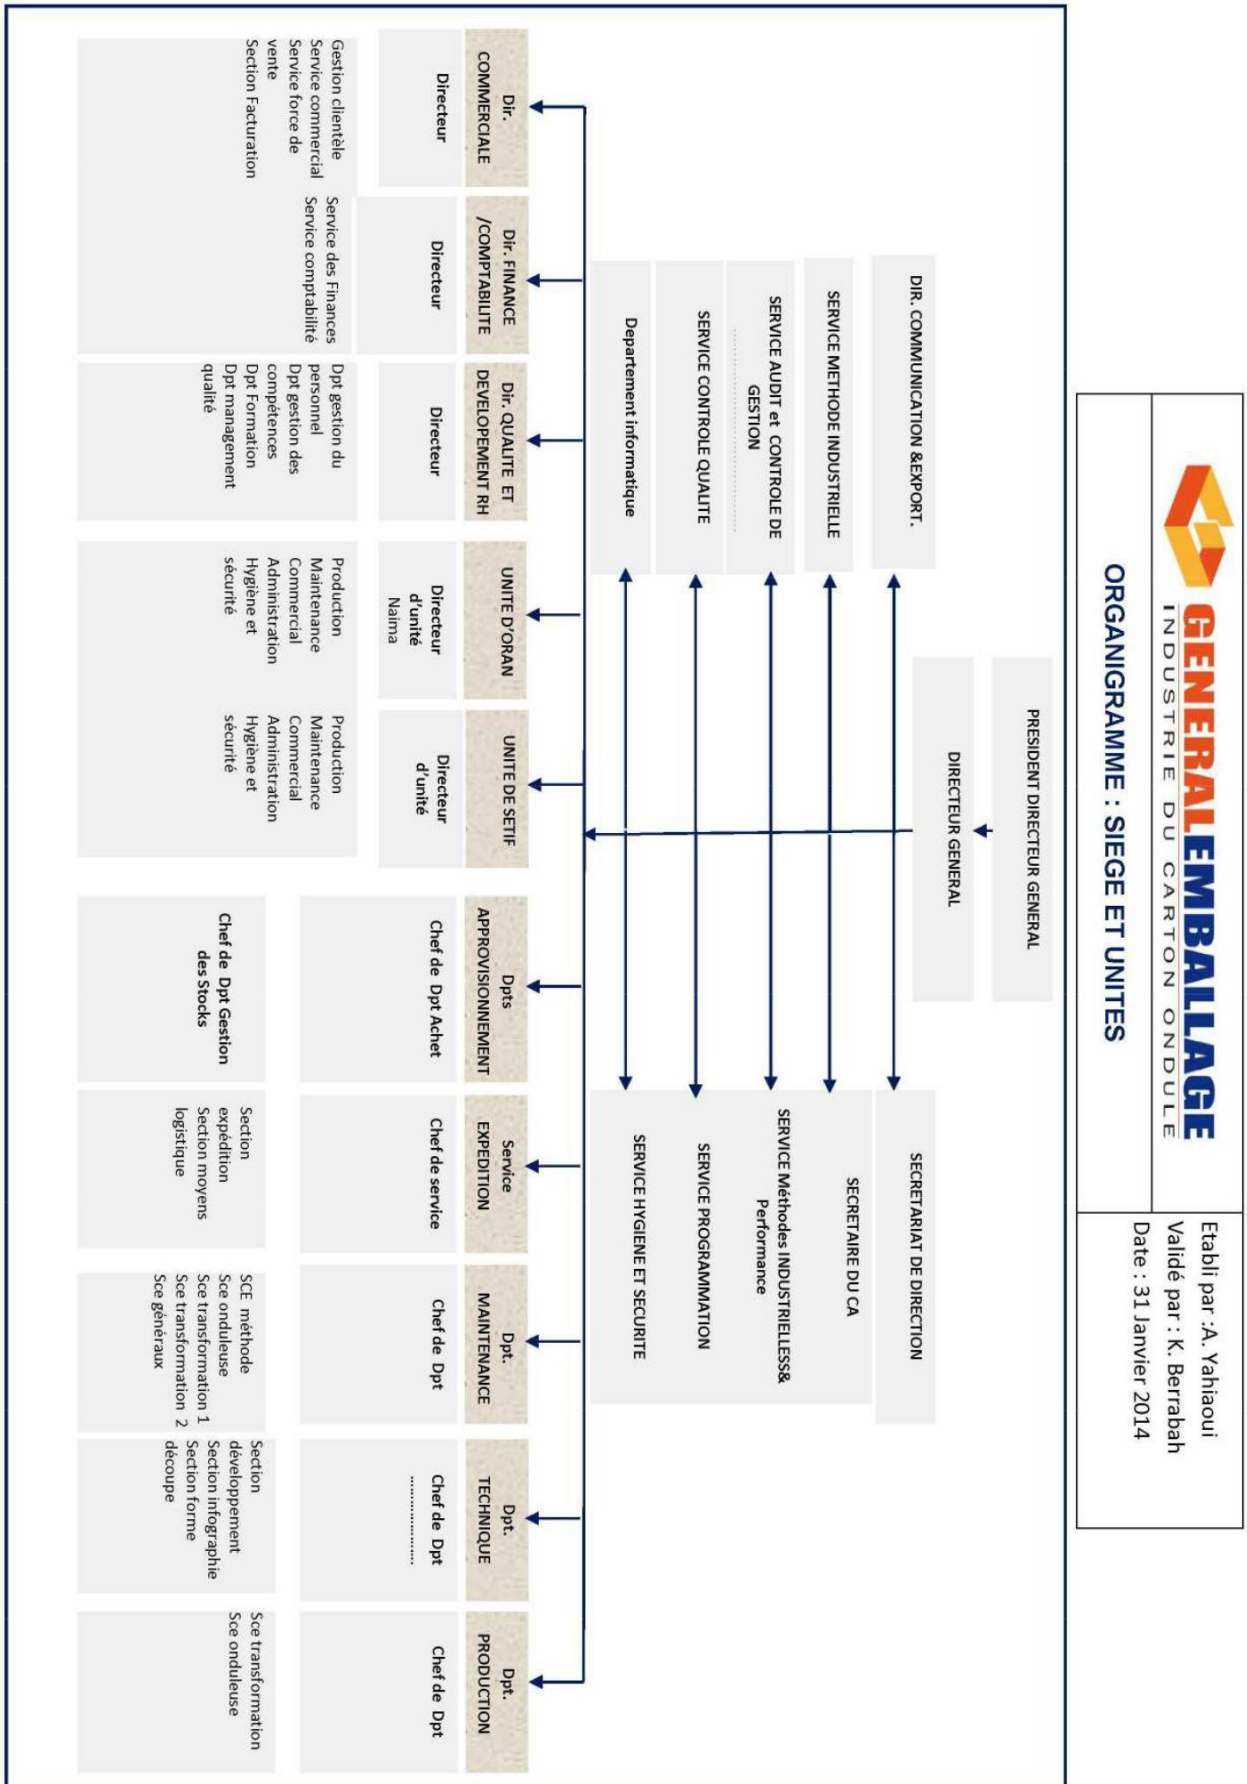 GENERALEMBALLAGE
INDUSTRIE DU CARTON ONDULE
ORGANIGRAMME : SIEGE ET UNITES
Etabli par :A. Yahiaoui
Validé par : K. Berrabah
Date : 31 Janvier 2014
PRESIDENT DIRECTEUR GENERAL
DIRECTEUR GENERAL
DIR. COMMUNICATION &EXPORT.
SECRETARIAT DE DIRECTION
SERVICE METHODE INDUSTRIELLE
SECRETAIRE DU CA
SERVICE AUDIT et CONTROLE DE
GESTION
SERVICE Méthodes INDUSTRIELLESS&
Performance
SERVICE CONTROLE QUALITE
SERVICE PROGRAMMATION
Departement informatique
SERVICE HYGIENE ET SECURITE
Dir.
COMMERCIALE
Directeur
Gestion clientèle
Service commercial
Service force de
vente
Section Facturation
Dir. FINANCE
/COMPTABILITE
Directeur
Service des Finances
Service comptabilité
Dir. QUALITE ET
DEVELOPEMENT RH
Directeur
Dpt gestion du
personnel
Dpt gestion des
compétences
Dpt Formation
Dpt management
qualité
UNITE D'ORAN
Directeur
d'unité
Naima
Production
Maintenance
Commercial
Administration
Hygiène et
sécurité
UNITE DE SETIF
Directeur
d'unité
Production
Maintenance
Commercial
Administration
Hygiène et
sécurité
Dpts
APPROVISIONNEMENT
Chef de Dpt Achet
Chef de Dpt Gestion
des Stocks
Service
EXPEDITION
Chef de service
Section
expédition
Section moyens
logistique
Dpt.
MAINTENANCE
Chef de Dpt
SCE méthode
Sce onduleuse
Sce transformation 1
Sce transformation 2
Sce généraux
Dpt.
TECHNIQUE
Chef de Dpt
...................
Section
développement
Section infographie
Section forme
découpe
Dpt.
PRODUCTION
Chef de Dpt
Sce transformation
Sce onduleuse